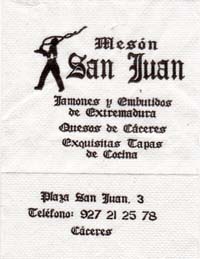 Mesón
San Juan
Jamones y Embutidos
de Extremadura
Quesos de Cáceres
Exquisitas Tapas
de Cocina
Plaza San Juan, 3
Teléfono: 927 21 25 78
Cáceres